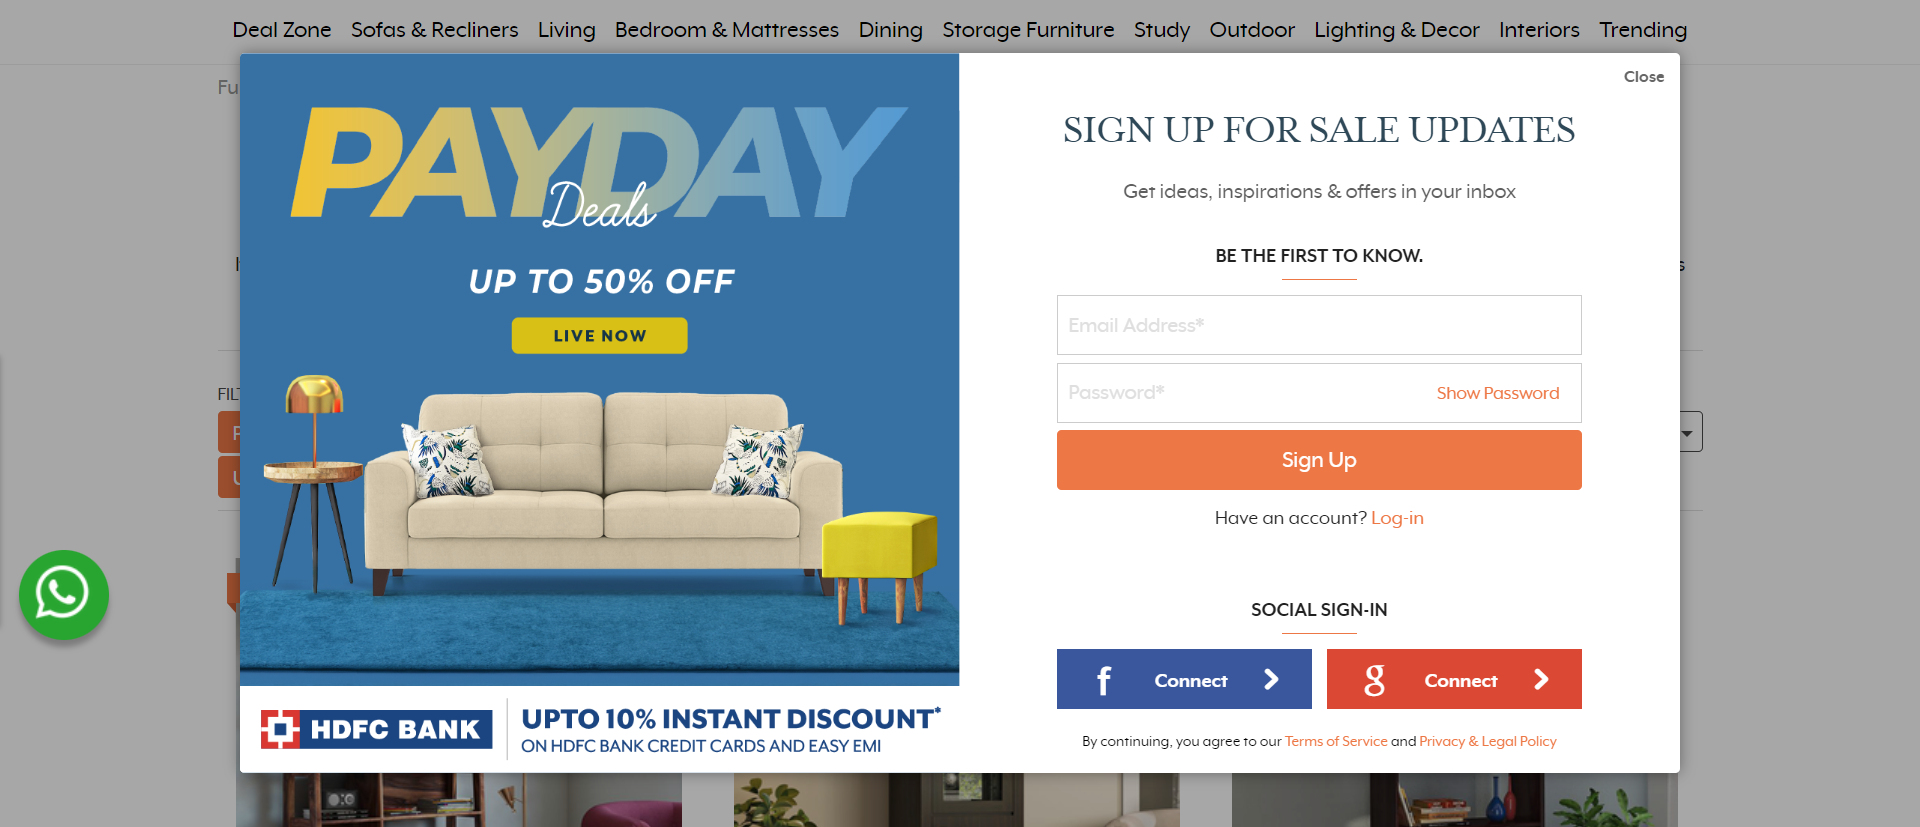 Deal Zone Sofas & Recliners Living Bedroom & Mattresses Dining Storage Furniture Study Outdoor Lighting & Decor Interiors Trending
Close
PAYDAY
Deals
UP TO 50% OFF
LIVE NOW
HDFC BANK
UPTO 10% INSTANT DISCOUNT*
ON HDFC BANK CREDIT CARDS AND EASY EMI
SIGN UP FOR SALE UPDATES
Get ideas, inspirations & offers in your inbox
BE THE FIRST TO KNOW.
Email Address*
Password* Show Password
Sign Up
Have an account? Log-in
SOCIAL SIGN-IN
f Connect
g Connect
By continuing, you agree to our Terms of Service and Privacy & Legal Policy